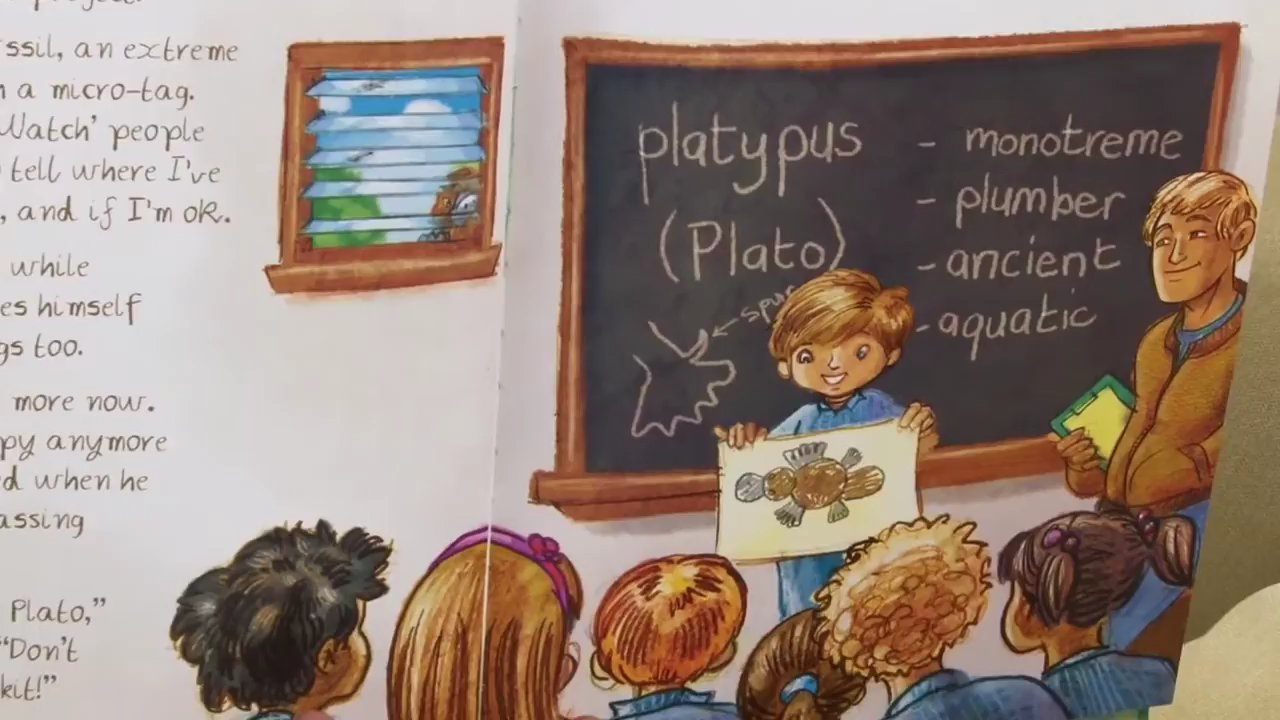 ssil, an extreme
a micro-tag.
Watch' people
tell where I've
, and if I'm ok.
while
es himself
gs too.
more now.
py anymore
d when he
assing
Plato,"
"Don't
kit!"
platypus
(Plato)
spur
- monotreme
- plumber
- ancient
- aquatic